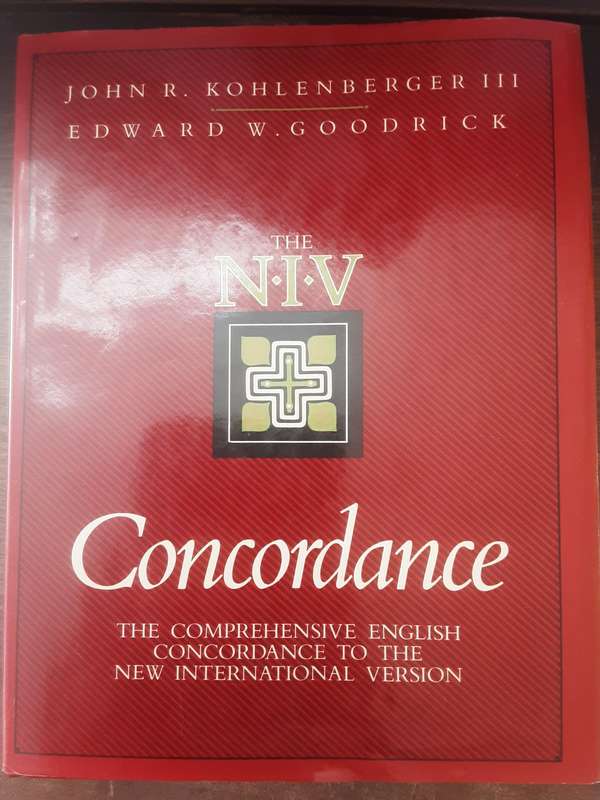 JOHN R. KOHLENBERGER III
EDWARD W. GOODRICK
THE
N·I·V
Concordance
THE COMPREHENSIVE ENGLISH
CONCORDANCE TO THE
NEW INTERNATIONAL VERSION